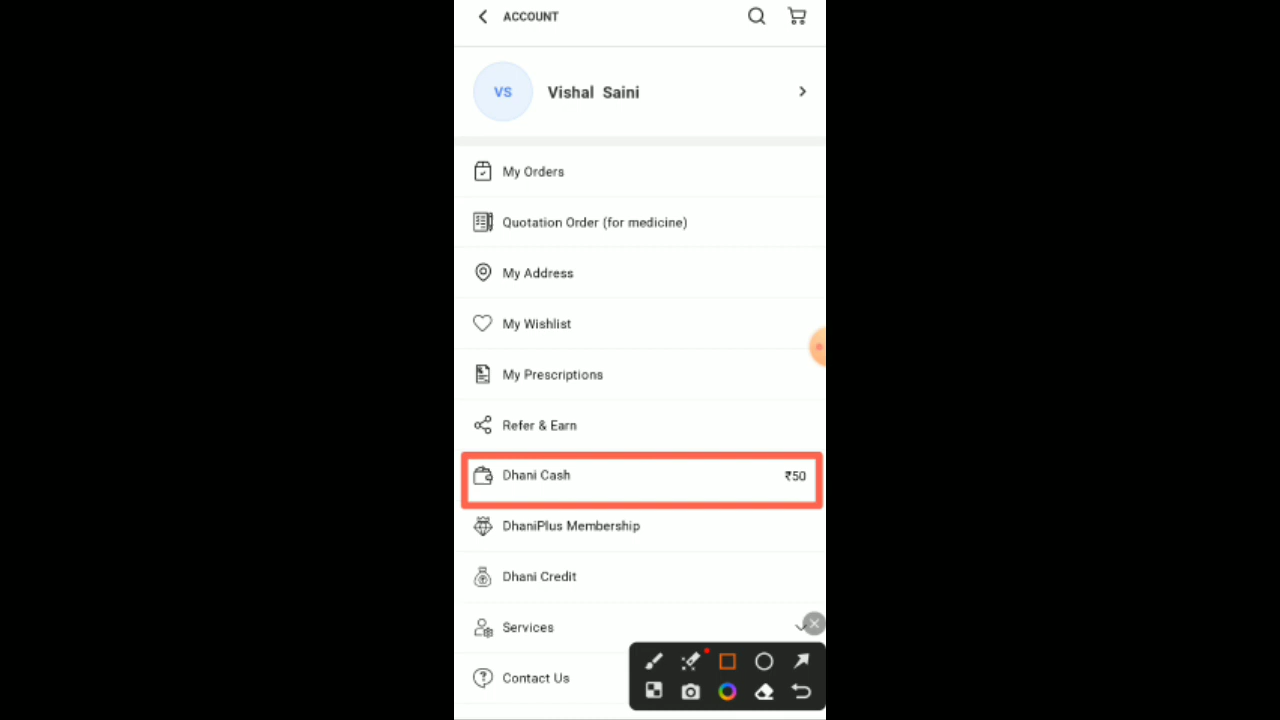 ACCOUNT
VS
Vishal Saini
My Orders
Quotation Order (for medicine)
My Address
My Wishlist
My Prescriptions
Refer & Earn
Dhani Cash ₹50
DhaniPlus Membership
Dhani Credit
Services
Contact Us